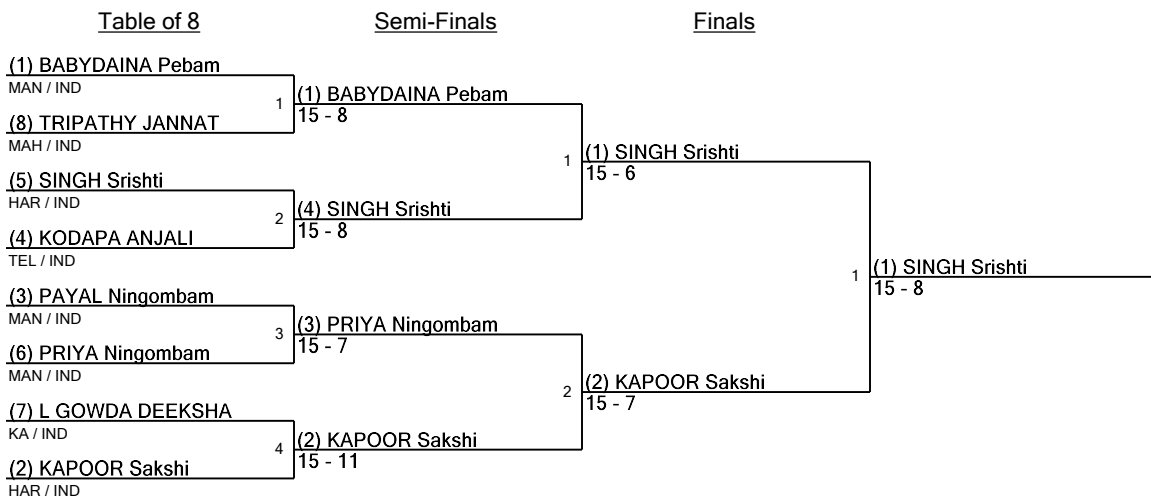 Table of 8
Semi-Finals
Finals
(1) BABYDAINA Pebam
MAN / IND
1
(8) TRIPATHY JANNAT
MAH / IND
(5) SINGH Srishti
HAR / IND
2
(4) KODAPA ANJALI
TEL / IND
(3) PAYAL Ningombam
MAN / IND
3
(6) PRIYA Ningombam
MAN / IND
(7) L GOWDA DEEKSHA
KA / IND
4
(2) KAPOOR Sakshi
HAR / IND
(1) BABYDAINA Pebam
15 - 8
1
(4) SINGH Srishti
15 - 8
(3) PRIYA Ningombam
15 - 7
2
(2) KAPOOR Sakshi
15 - 11
(1) SINGH Srishti
15 - 6
1
(2) KAPOOR Sakshi
15 - 7
(1) SINGH Srishti
15 - 8